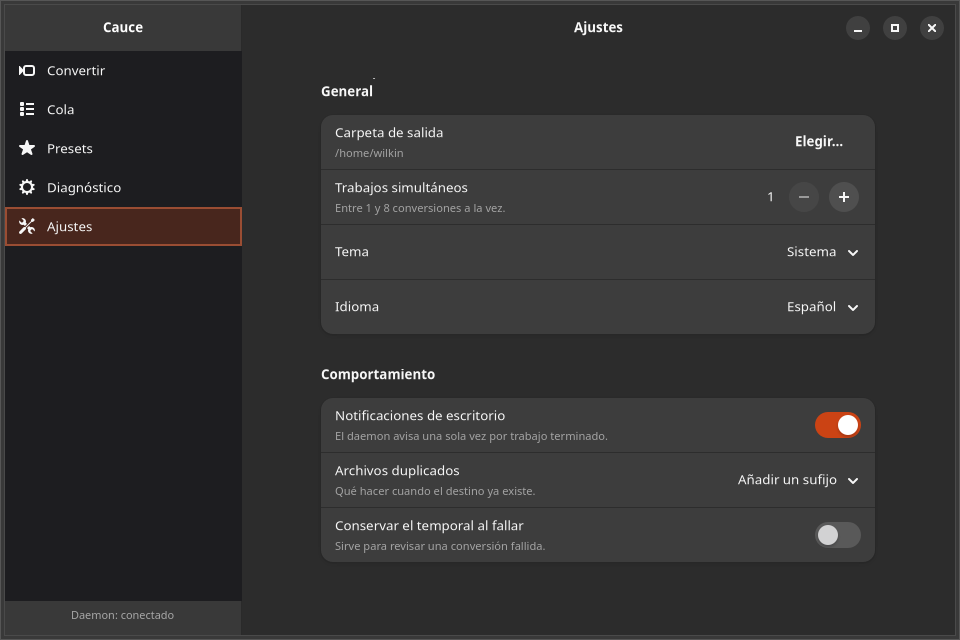 Cauce
Ajustes
Convertir
Cola
Presets
Diagnóstico
Ajustes
Daemon: conectado
General
Carpeta de salida
/home/wilkin
Elegir...
Trabajos simultáneos
Entre 1 y 8 conversiones a la vez.
1
Tema
Sistema
Idioma
Español
Comportamiento
Notificaciones de escritorio
El daemon avisa una sola vez por trabajo terminado.
Archivos duplicados
Qué hacer cuando el destino ya existe.
Añadir un sufijo
Conservar el temporal al fallar
Sirve para revisar una conversión fallida.